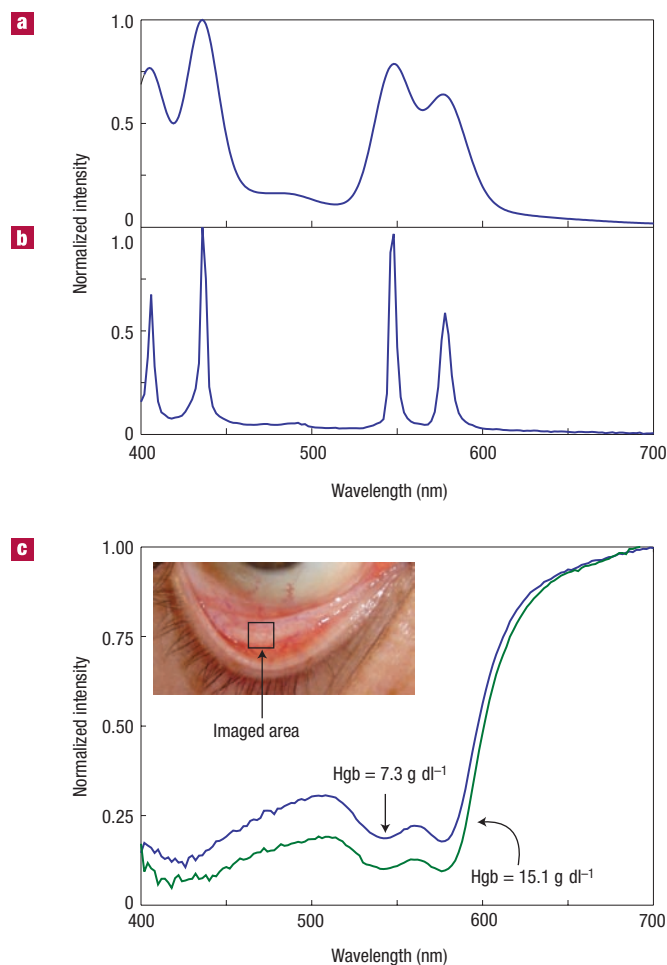 a
1.0
0.5
0
Normalized intensity
b
1.0
0.5
0
400 500 600 700
Wavelength (nm)
c
1.00
0.75
0.50
0.25
0
Normalized intensity
Imaged area
Hgb = 7.3 g dl⁻¹
Hgb = 15.1 g dl⁻¹
400 500 600 700
Wavelength (nm)